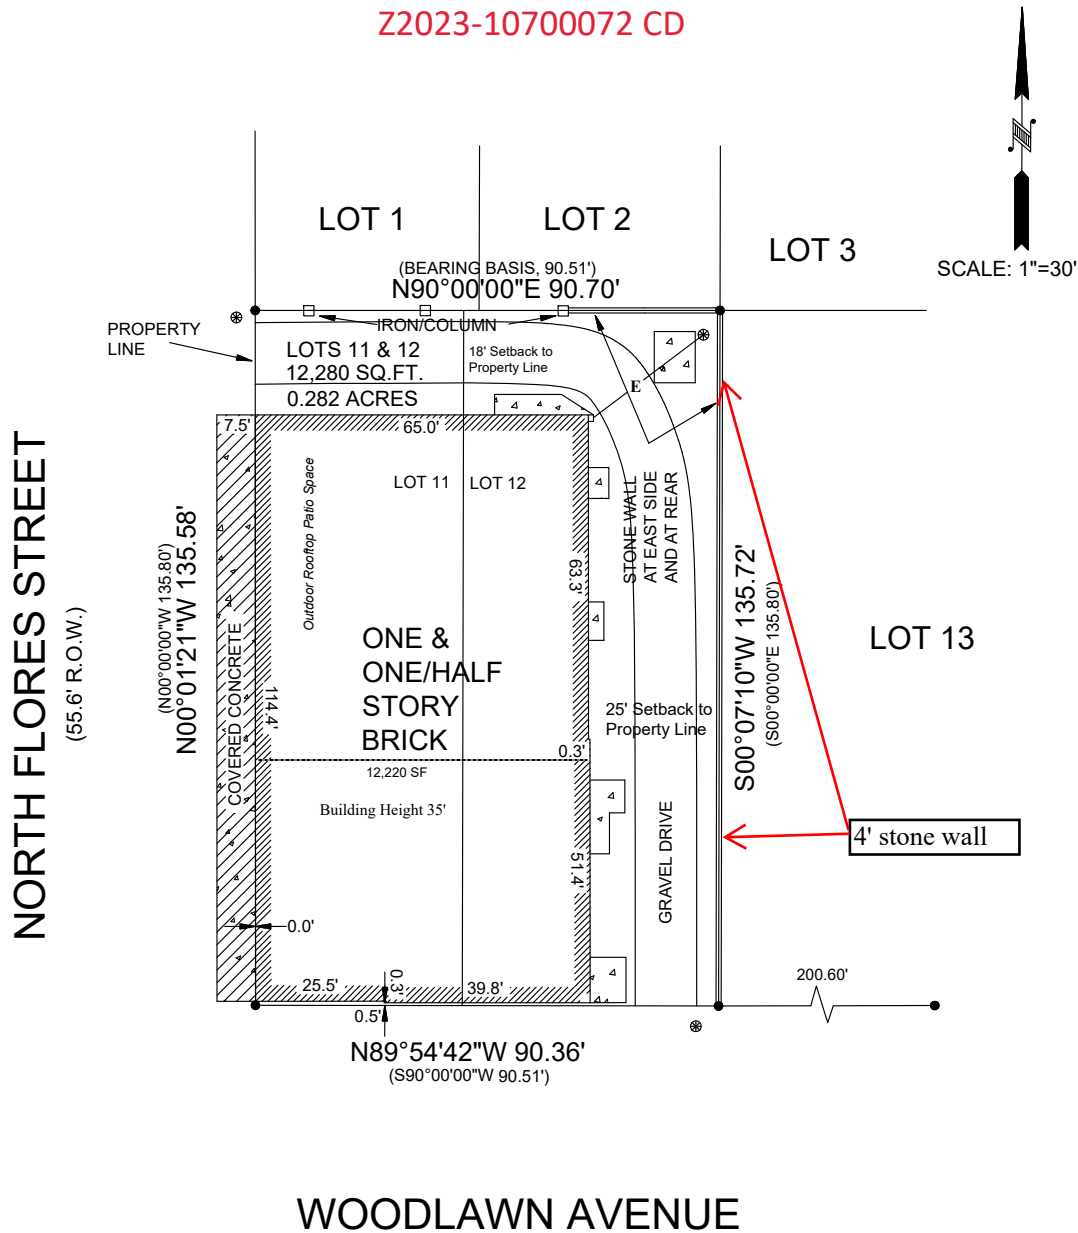 Z2023-10700072 CD
LOT 1
LOT 2
LOT 3
SCALE: 1"=30'
(BEARING BASIS, 90.51')
N90°00'00"E 90.70'
PROPERTY
LINE
IRON/COLUMN
LOTS 11 & 12
12,280 SQ.FT.
0.282 ACRES
18' Setback to
Property Line
E
7.5'
65.0'
LOT 11
LOT 12
Outdoor Rooftop Patio Space
STONE WALL
AT EAST SIDE
AND AT REAR
NORTH FLORES STREET
(55.6' R.O.W.)
(N00°00'00"W 135.80')
N00°01'21"W 135.58'
COVERED CONCRETE
114.4'
63.3'
ONE &
ONE/HALF
STORY
BRICK
S00°07'10"W 135.72'
(S00°00'00"E 135.80')
LOT 13
25' Setback to
Property Line
0.3'
12,220 SF
Building Height 35'
51.4'
GRAVEL DRIVE
4' stone wall
0.0'
25.5'
0.3'
39.8'
0.5'
200.60'
N89°54'42"W 90.36'
(S90°00'00"W 90.51')
WOODLAWN AVENUE